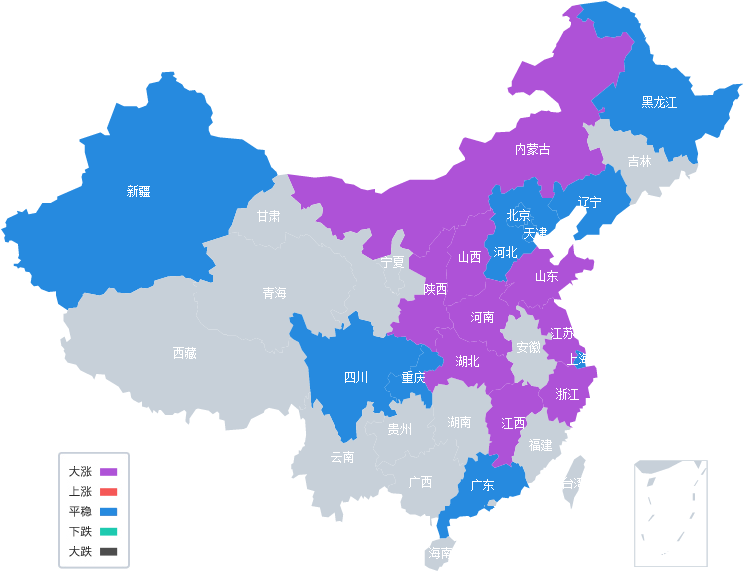 黑龙江
内蒙古
吉林
新疆
辽宁
甘肃
北京
天津
河北
山西
宁夏
山东
青海
陕西
河南
江苏
安徽
西藏
上海
湖北
四川
重庆
浙江
湖南
江西
贵州
福建
云南
广西
广东
台湾
海南
大涨
上涨
平稳
下跌
大跌